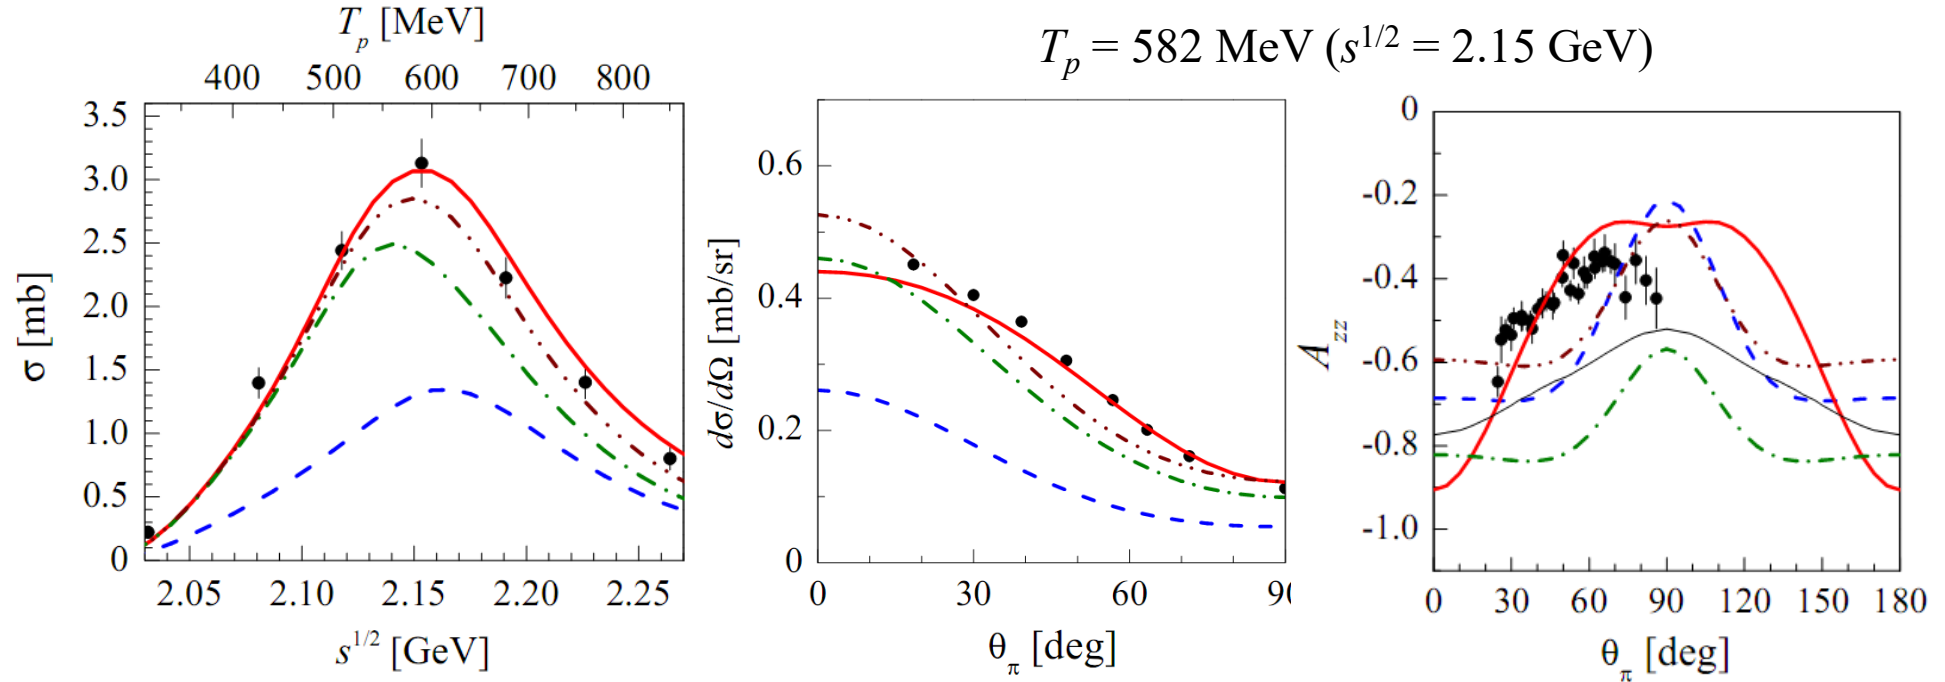 T_p [MeV]
400 500 600 700 800
3.5
3.0
2.5
2.0
1.5
1.0
0.5
0
σ [mb]
2.05 2.10 2.15 2.20 2.25
s^1/2 [GeV]
T_p = 582 MeV (s^1/2 = 2.15 GeV)
0.6
0.4
0.2
0
dσ/dΩ [mb/sr]
0 30 60 90
θ_π [deg]
0
-0.2
-0.4
-0.6
-0.8
-1.0
A_zz
0 30 60 90 120 150 180
θ_π [deg]